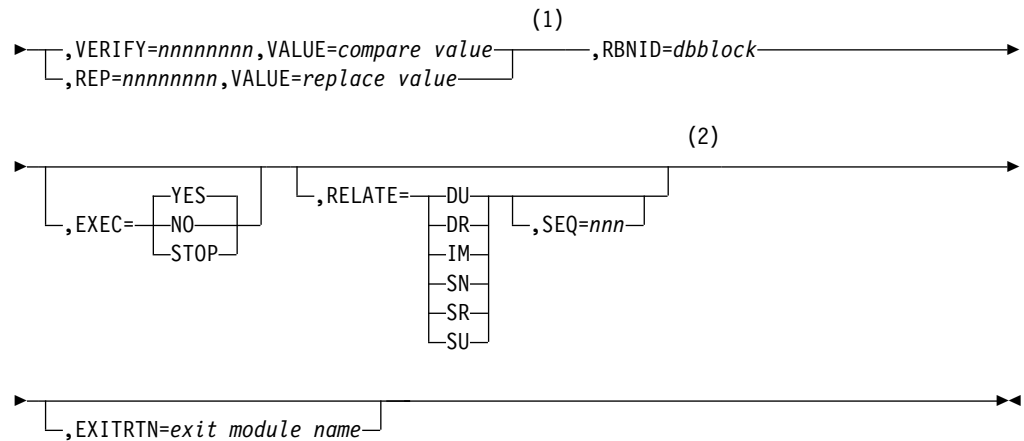 (1)
,VERIFY=nnnnnnnn,VALUE=compare value ,RBNID=dbblock
,REP=nnnnnnnn,VALUE=replace value
(2)
,RELATE= DU
YES DR ,SEQ=nnn
,EXEC= NO IM
STOP SN
SR
SU
,EXITRTN=exit module name